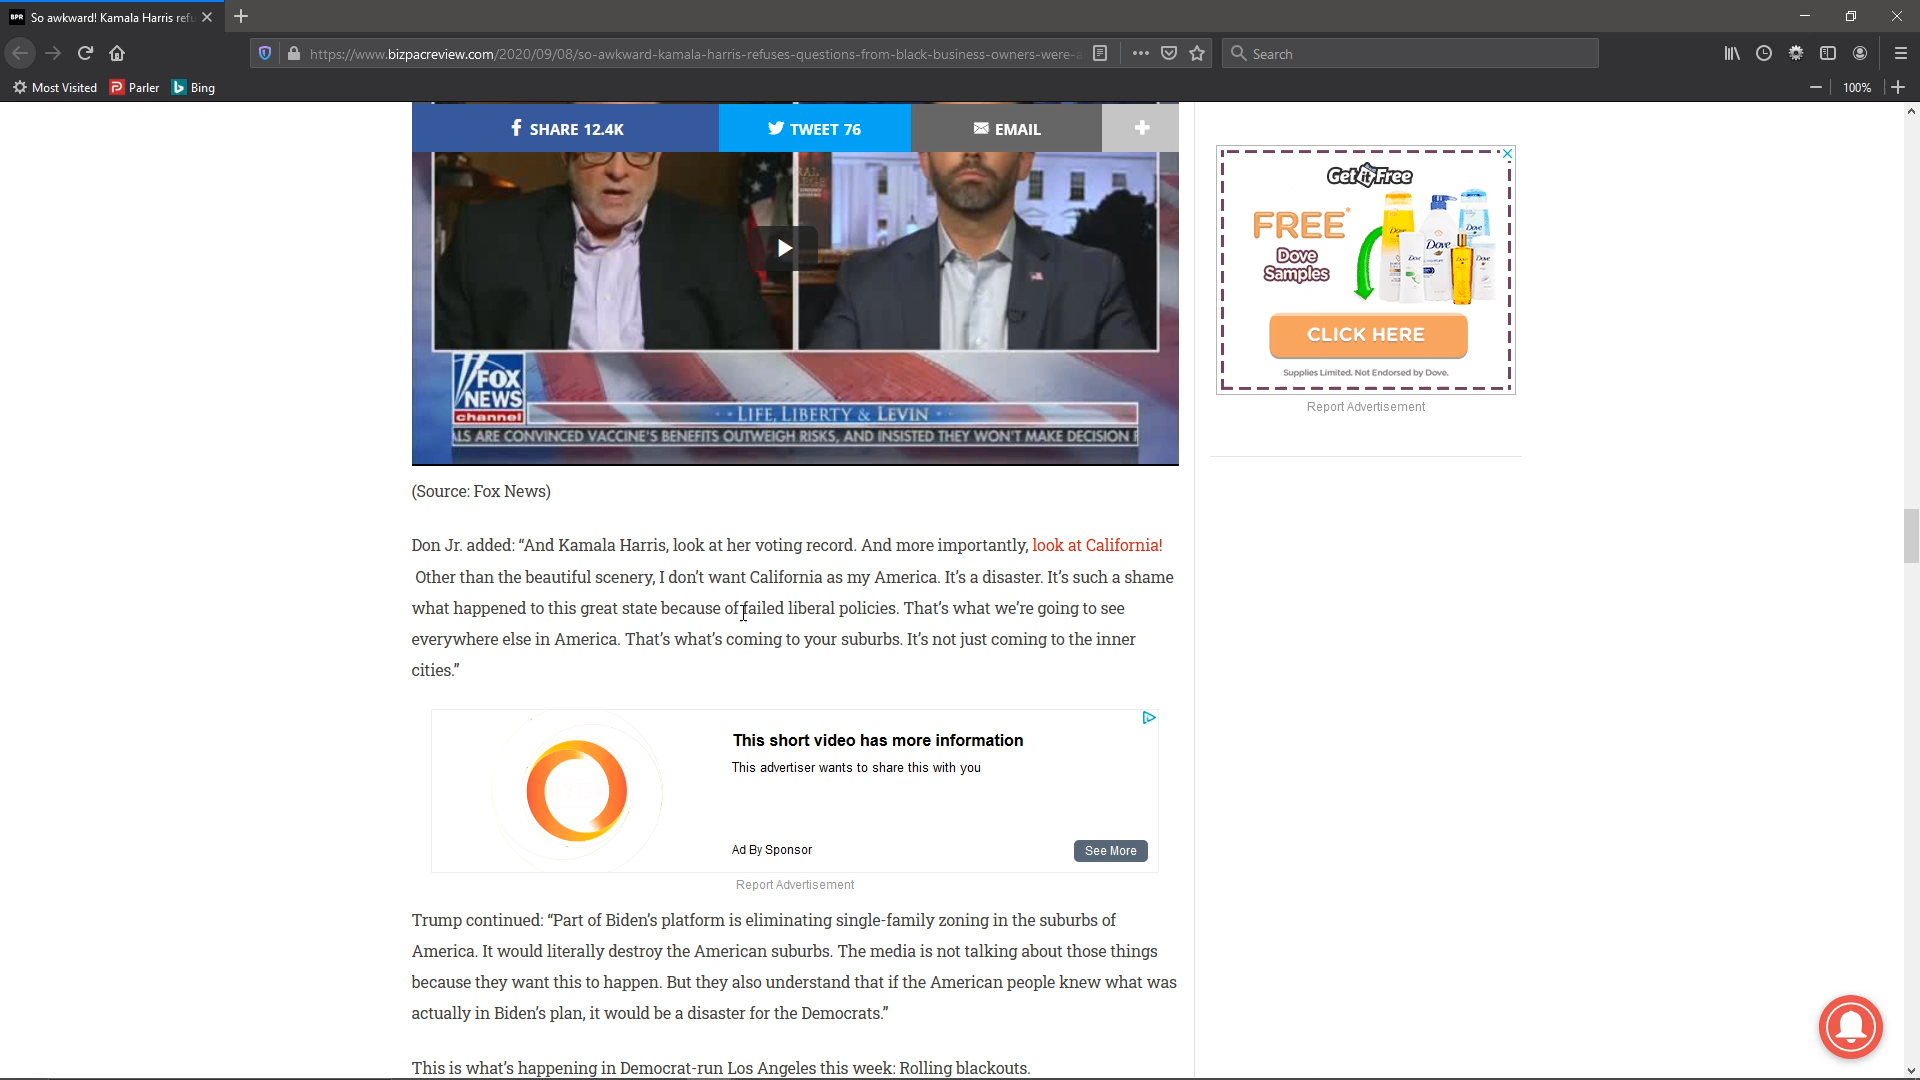 BPR So awkward! Kamala Harris refu
https://www.bizpacreview.com/2020/09/08/so-awkward-kamala-harris-refuses-questions-from-black-business-owners-were-a
Search
Most Visited
Parler
Bing
100%
SHARE 12.4K
TWEET 76
EMAIL
FOX
NEWS
channel
LIFE, LIBERTY & LEVIN
ALS ARE CONVINCED VACCINE'S BENEFITS OUTWEIGH RISKS, AND INSISTED THEY WON'T MAKE DECISION
(Source: Fox News)
Don Jr. added: “And Kamala Harris, look at her voting record. And more importantly, look at California!
Other than the beautiful scenery, I don’t want California as my America. It’s a disaster. It’s such a shame
what happened to this great state because of failed liberal policies. That’s what we’re going to see
everywhere else in America. That’s what’s coming to your suburbs. It’s not just coming to the inner
cities.”
This short video has more information
This advertiser wants to share this with you
Ad By Sponsor
See More
Report Advertisement
Trump continued: “Part of Biden’s platform is eliminating single-family zoning in the suburbs of
America. It would literally destroy the American suburbs. The media is not talking about those things
because they want this to happen. But they also understand that if the American people knew what was
actually in Biden’s plan, it would be a disaster for the Democrats.”
This is what’s happening in Democrat-run Los Angeles this week: Rolling blackouts.
Get it Free
FREE*
Dove
Samples
Dove
Dove
Dove
Dove
CLICK HERE
Supplies Limited. Not Endorsed by Dove.
Report Advertisement